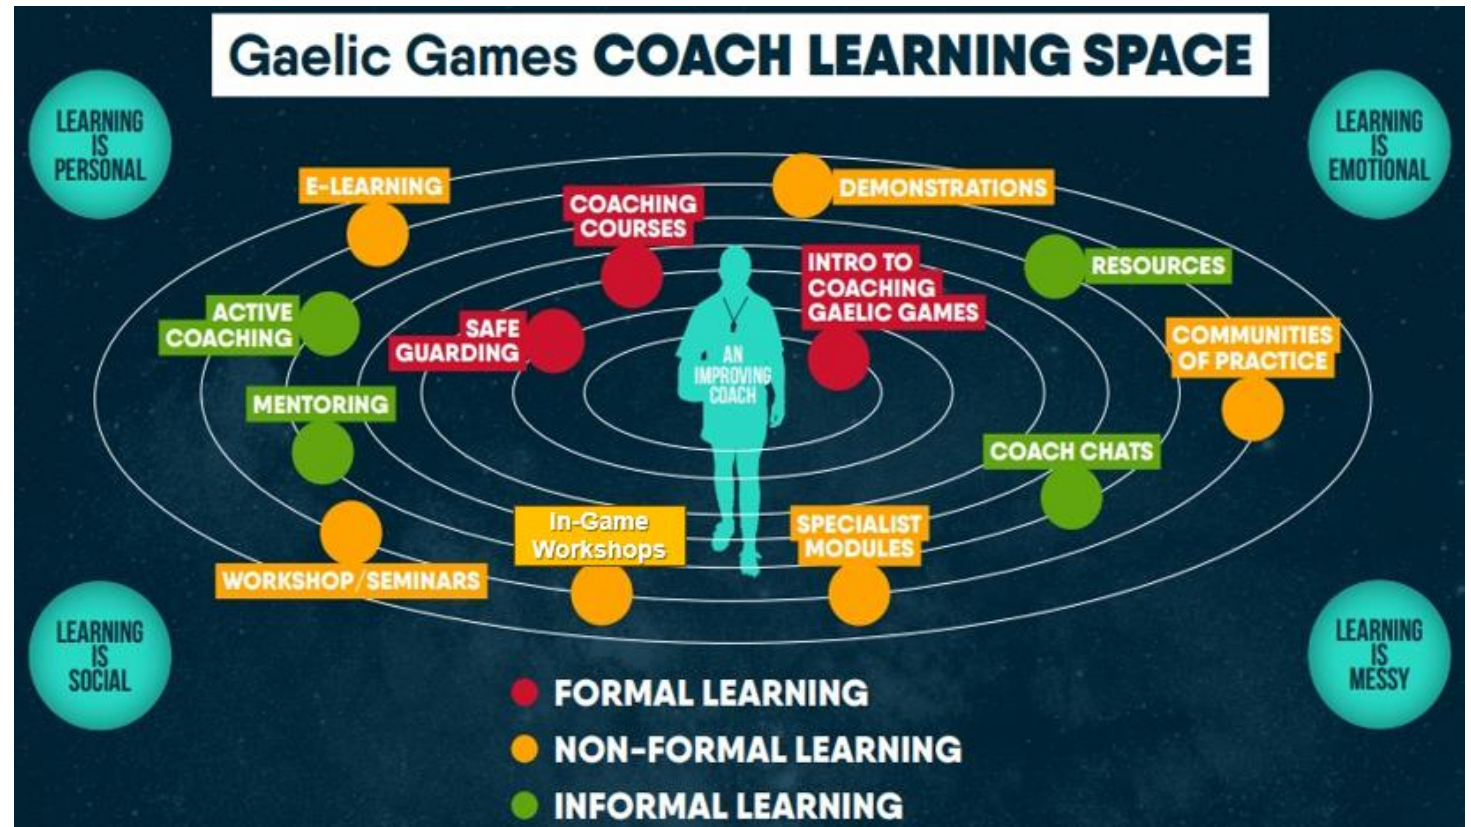 Gaelic Games COACH LEARNING SPACE
LEARNING
IS
PERSONAL
LEARNING
IS
EMOTIONAL
E-LEARNING
DEMONSTRATIONS
COACHING
COURSES
INTRO TO
COACHING
GAELIC GAMES
RESOURCES
ACTIVE
COACHING
SAFE
GUARDING
COMMUNITIES
OF PRACTICE
AN
IMPROVING
COACH
MENTORING
COACH CHATS
In-Game
Workshops
SPECIALIST
MODULES
WORKSHOP/SEMINARS
LEARNING
IS
SOCIAL
LEARNING
IS
MESSY
FORMAL LEARNING
NON-FORMAL LEARNING
INFORMAL LEARNING